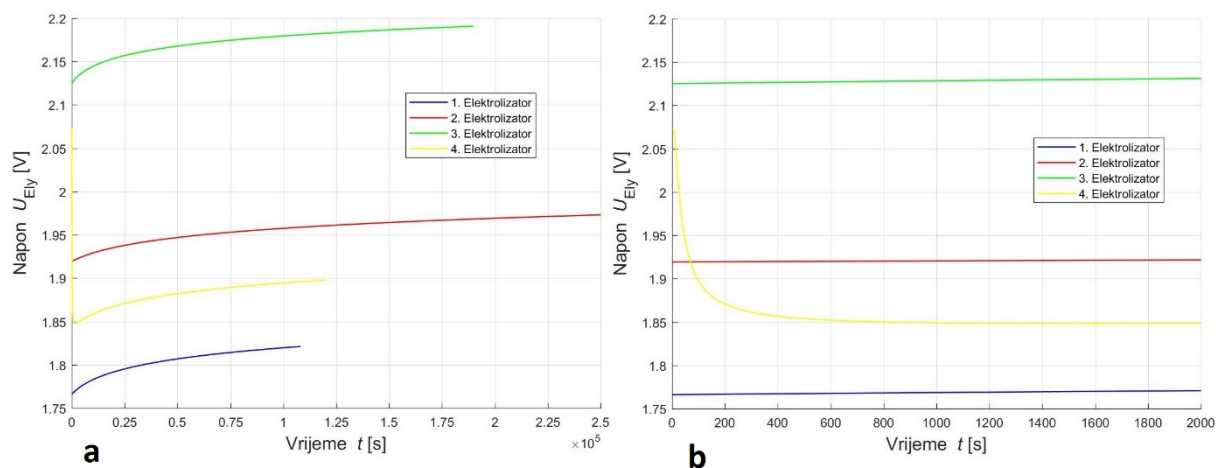 2.2
2.15
2.1
2.05
2
1.95
1.9
1.85
1.8
1.75
Napon U_Ely [V]
1. Elektrolizator
2. Elektrolizator
3. Elektrolizator
4. Elektrolizator
0 0.25 0.5 0.75 1 1.25 1.5 1.75 2 2.25 2.5
×10⁵
Vrijeme t [s]
a
2.2
2.15
2.1
2.05
2
1.95
1.9
1.85
1.8
1.75
Napon U_Ely [V]
1. Elektrolizator
2. Elektrolizator
3. Elektrolizator
4. Elektrolizator
0 200 400 600 800 1000 1200 1400 1600 1800 2000
Vrijeme t [s]
b